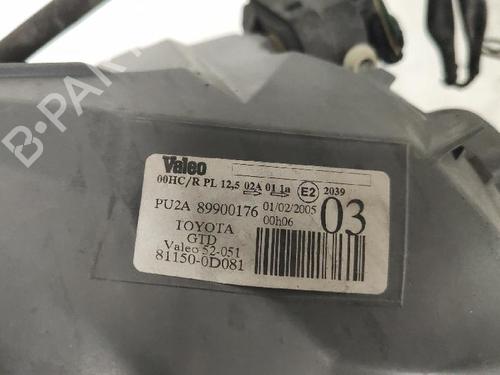 B-PARTS
Valeo
00HC/R PL 12,5 02A 01 1a E2 2039
PU2A 89900176 01/02/2005 03
00h06
TOYOTA
GTD
Valeo 52-051
81150-0D081